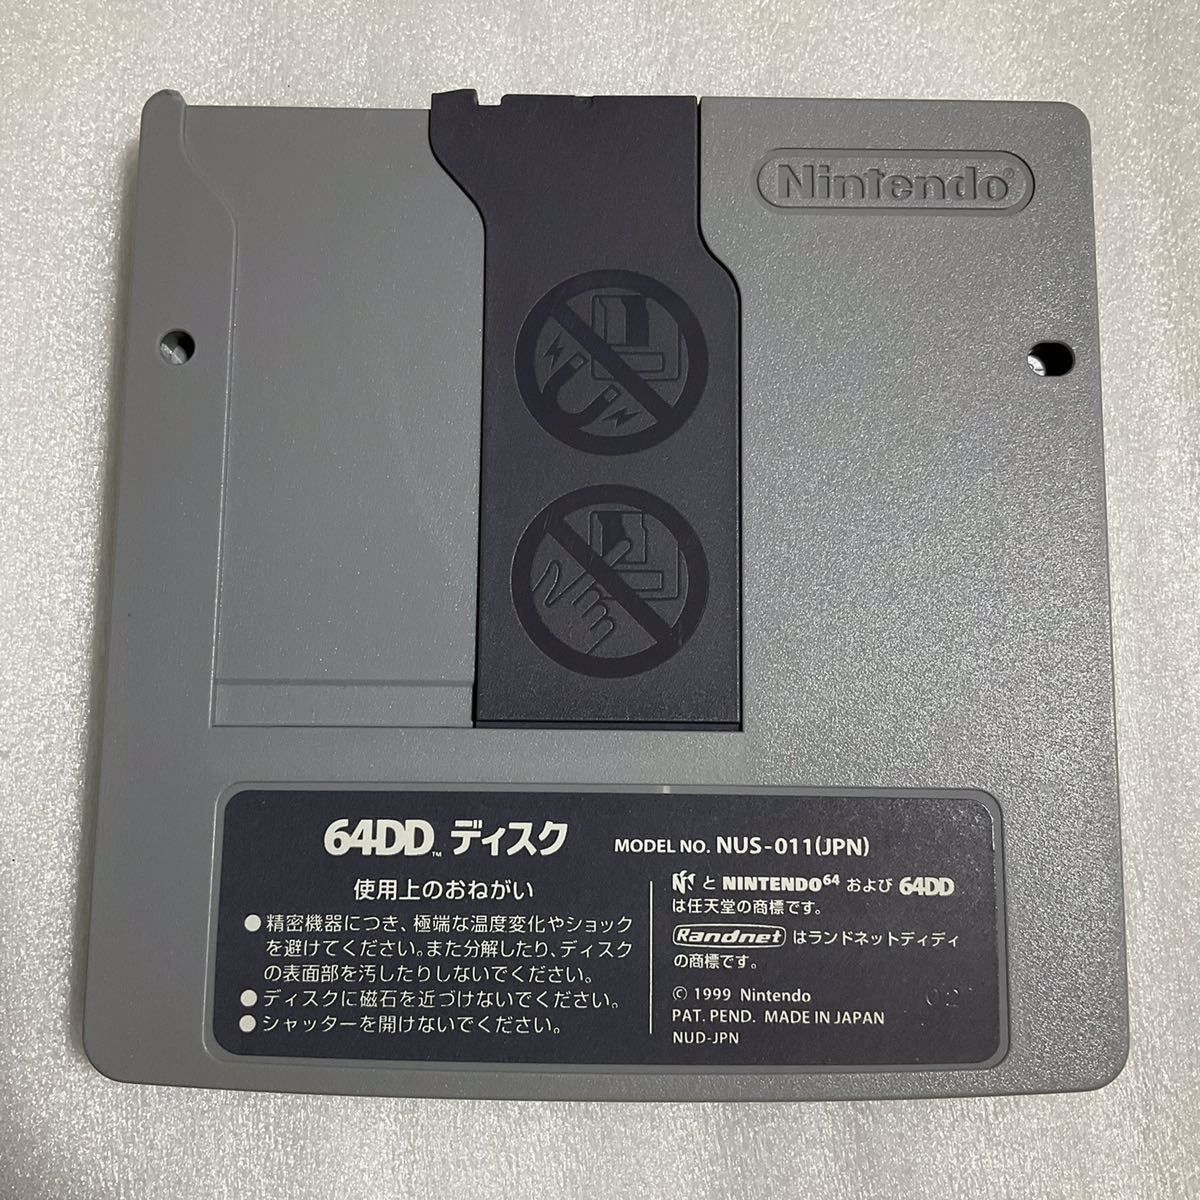 Nintendo®
64DD™ ディスク
MODEL NO. NUS-011(JPN)
使用上のおねがい
●精密機器につき、極端な温度変化やショック
を避けてください。また分解したり、ディスク
の表面部を汚したりしないでください。
●ディスクに磁石を近づけないでください。
●シャッターを開けないでください。
と NINTENDO64 および 64DD
は任天堂の商標です。
Randnet はランドネットディディ
の商標です。
© 1999 Nintendo
PAT. PEND. MADE IN JAPAN
NUD-JPN